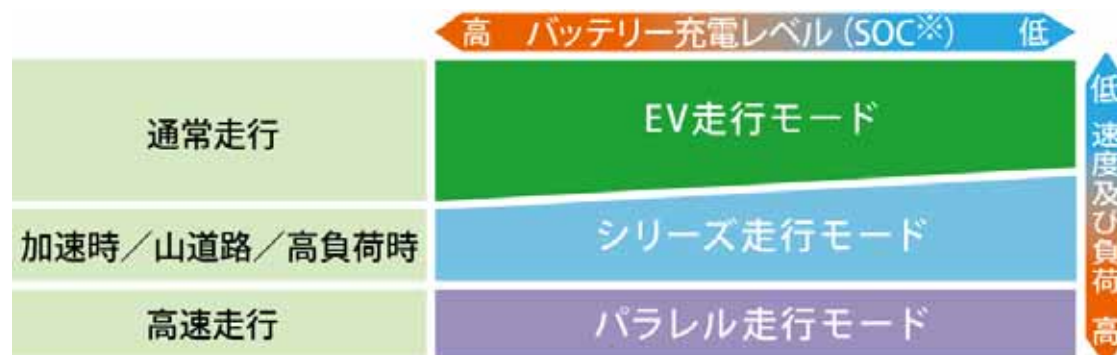 高 バッテリー充電レベル（SOC※） 低
通常走行
EV走行モード
加速時／山道路／高負荷時
シリーズ走行モード
高速走行
パラレル走行モード
低 速度及び負荷 高